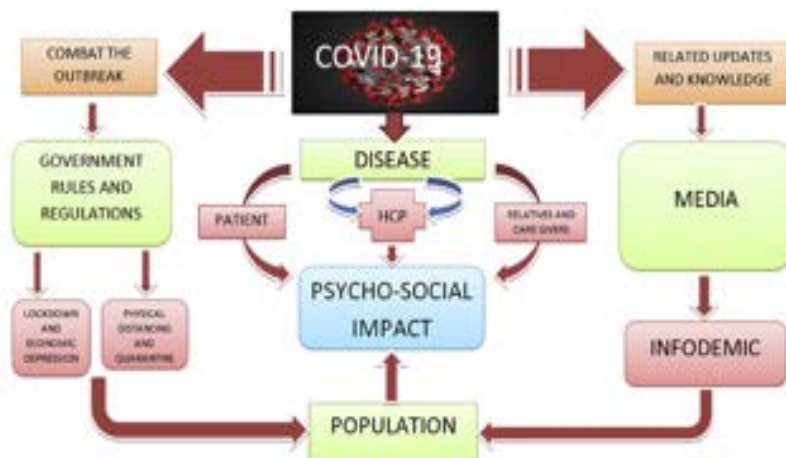 COVID-19
COMBAT THE
OUTBREAK
RELATED UPDATES
AND KNOWLEDGE
GOVERNMENT
RULES AND
REGULATIONS
DISEASE
MEDIA
PATIENT
HCP
RELATIVES AND
CARE GIVERS
PSYCHO-SOCIAL
IMPACT
LOCKDOWN
AND
ECONOMIC
DEPRESSION
PHYSICAL
DISTANCING
AND
QUARANTINE
INFODEMIC
POPULATION